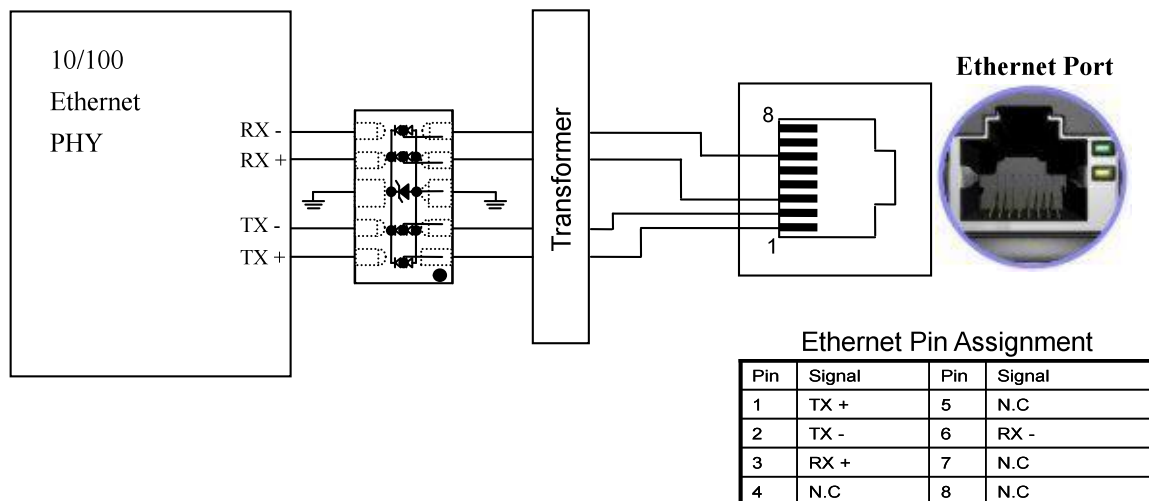 10/100
Ethernet
PHY
RX -
RX +
TX -
TX +
Transformer
8
1
Ethernet Port
Ethernet Pin Assignment
Pin Signal Pin Signal
1 TX + 5 N.C
2 TX - 6 RX -
3 RX + 7 N.C
4 N.C 8 N.C